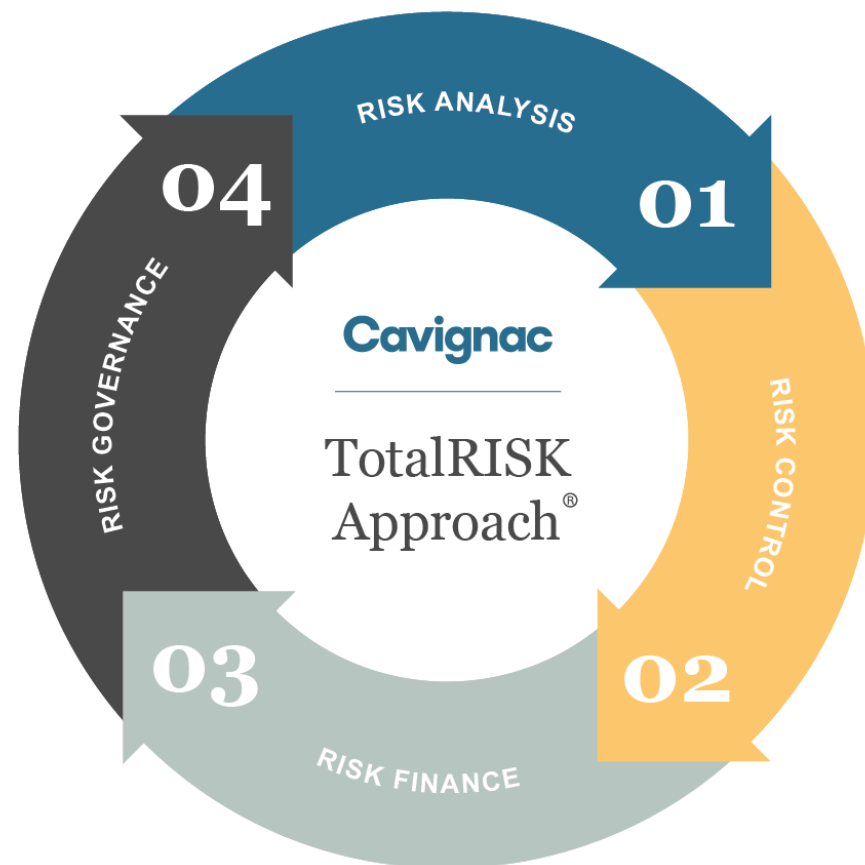 RISK ANALYSIS
01
RISK CONTROL
02
RISK FINANCE
03
RISK GOVERNANCE
04
Cavignac
TotalRISK
Approach®